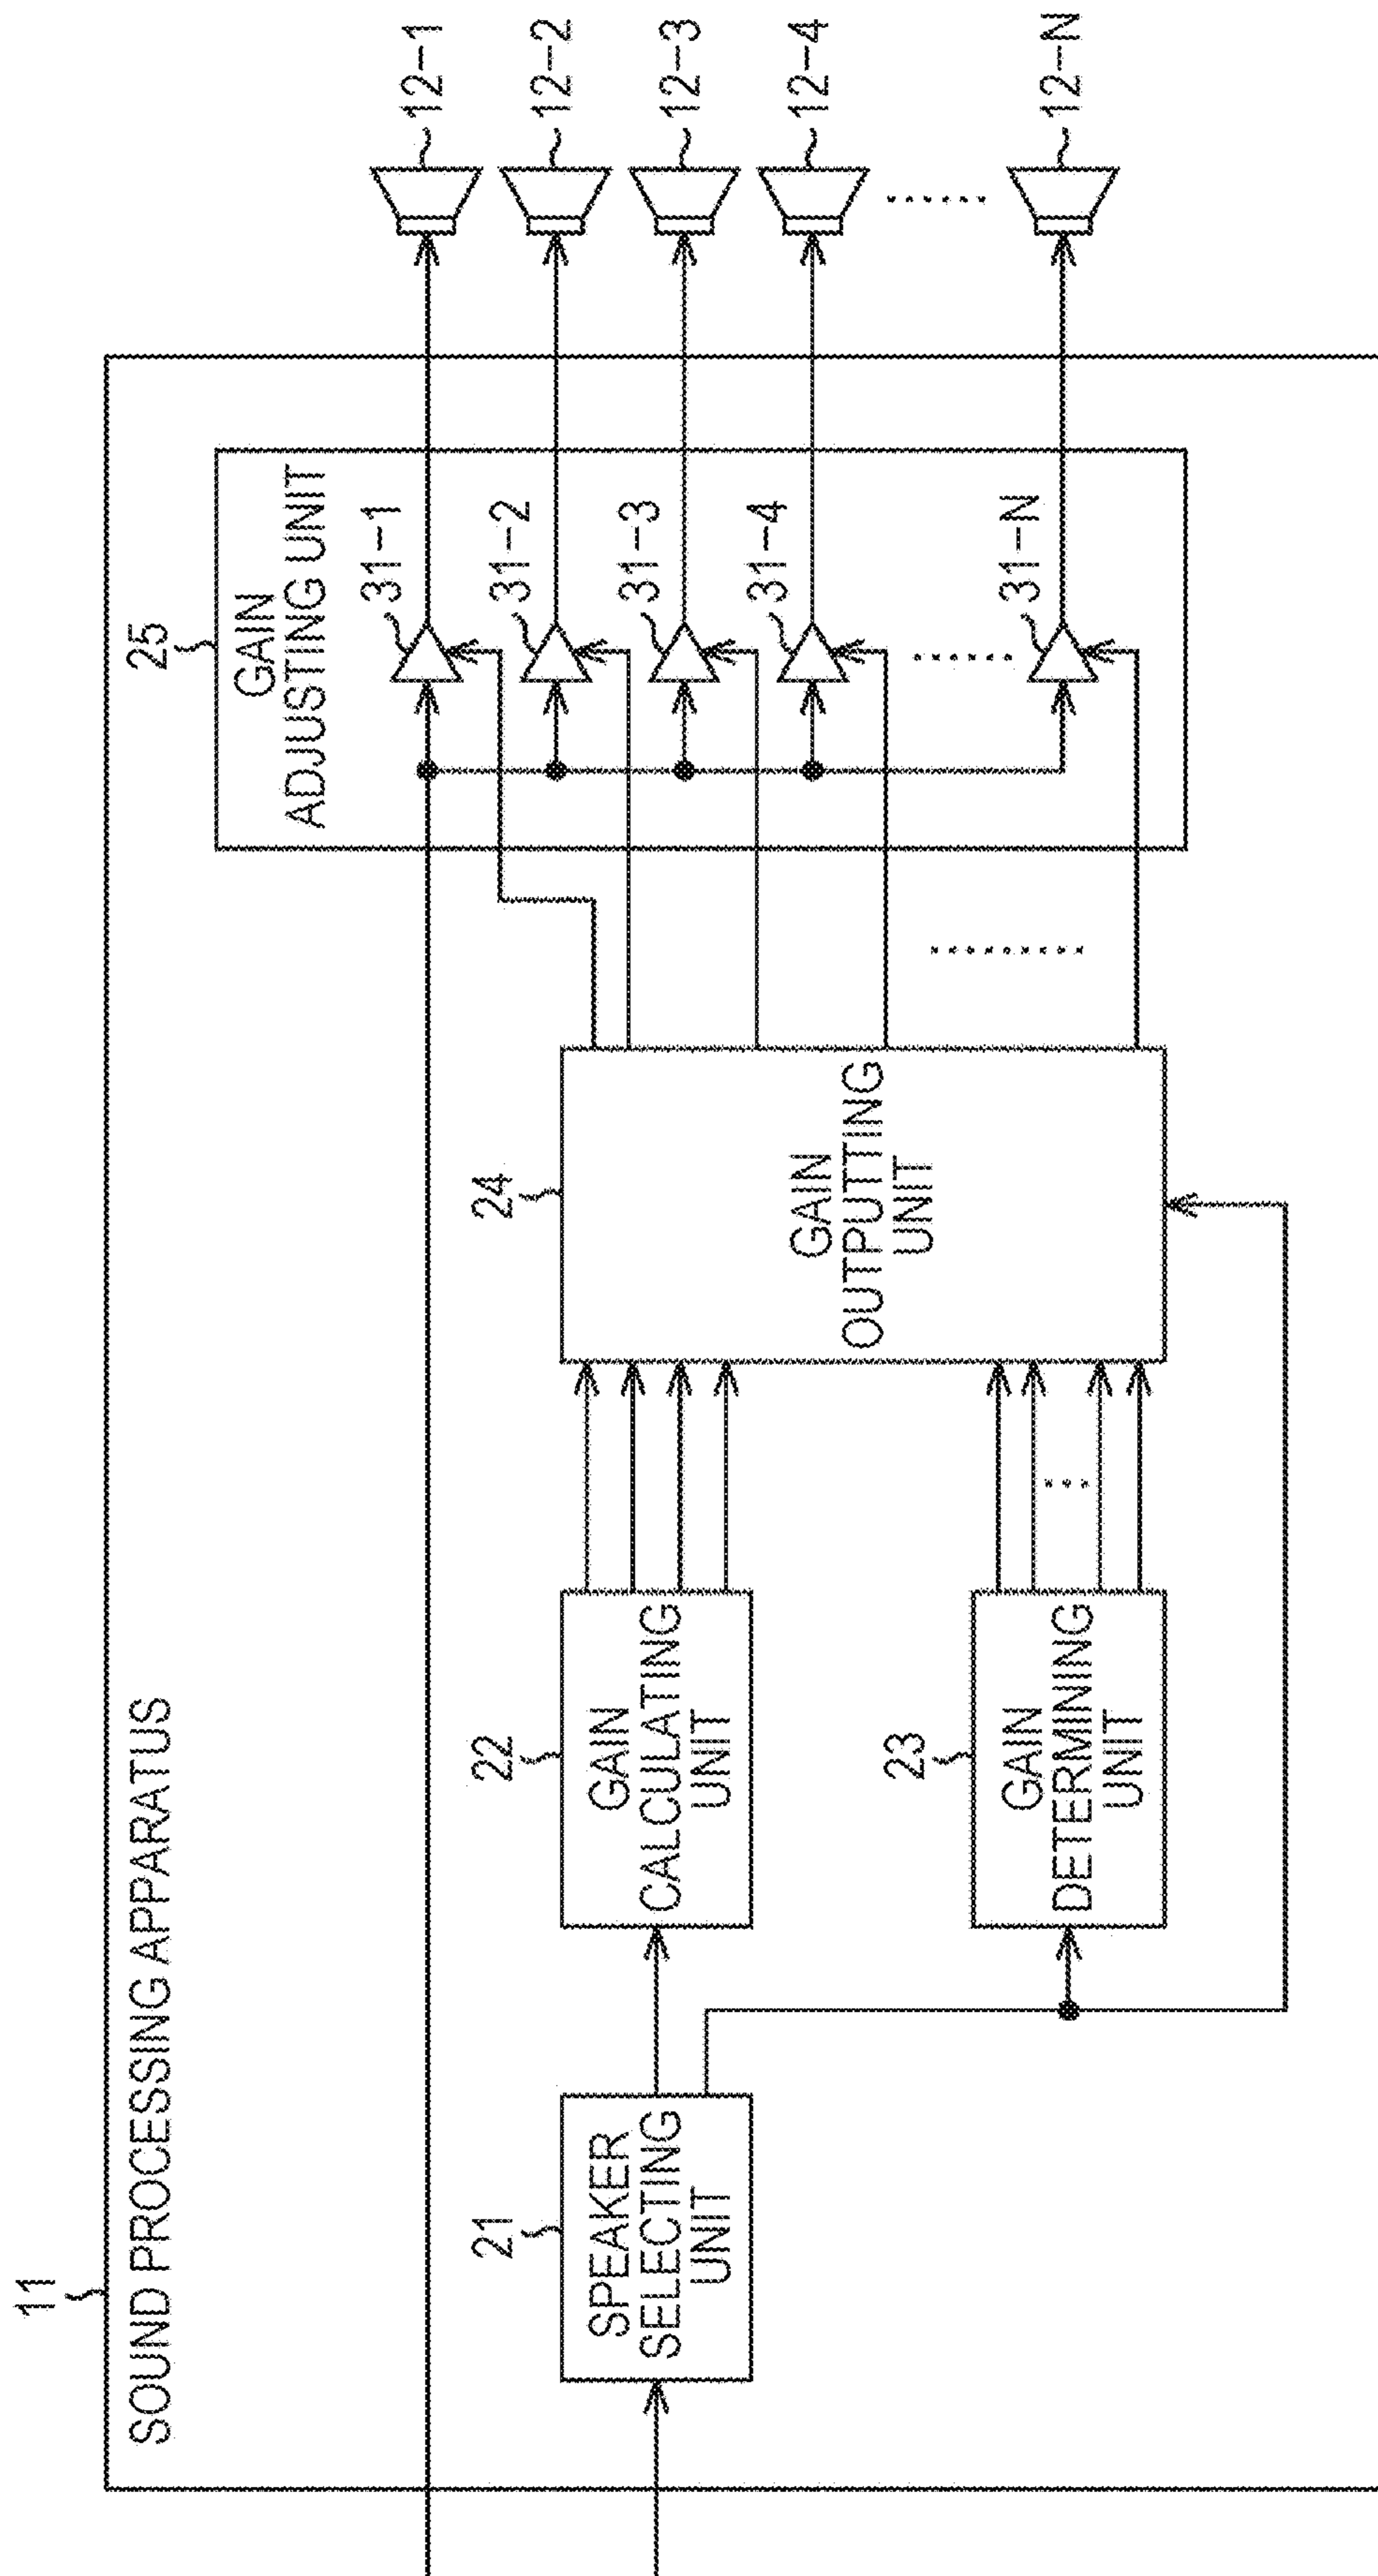 11
SOUND PROCESSING APPARATUS
21
SPEAKER
SELECTING
UNIT
22
GAIN
CALCULATING
UNIT
23
GAIN
DETERMINING
UNIT
24
GAIN
OUTPUTTING
UNIT
25
GAIN
ADJUSTING UNIT
31-1
31-2
31-3
31-4
31-N
12-1
12-2
12-3
12-4
12-N